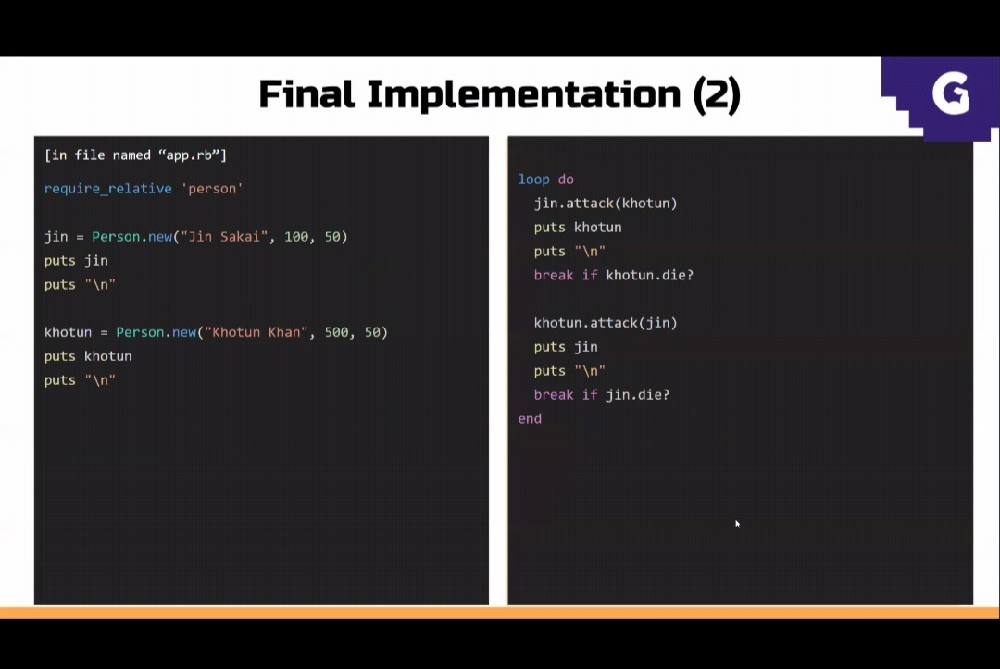 Final Implementation (2)
G
[in file named “app.rb”]
require_relative 'person'
jin = Person.new("Jin Sakai", 100, 50)
puts jin
puts "\n"
khotun = Person.new("Khotun Khan", 500, 50)
puts khotun
puts "\n"
loop do
jin.attack(khotun)
puts khotun
puts "\n"
break if khotun.die?
khotun.attack(jin)
puts jin
puts "\n"
break if jin.die?
end